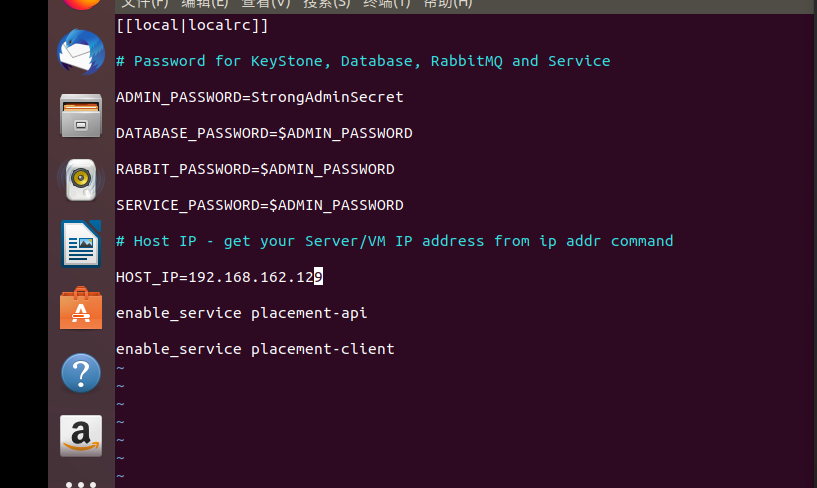 文件(F) 编辑(E) 查看(V) 搜索(S) 终端(T) 帮助(H)
[[local|localrc]]
# Password for KeyStone, Database, RabbitMQ and Service
ADMIN_PASSWORD=StrongAdminSecret
DATABASE_PASSWORD=$ADMIN_PASSWORD
RABBIT_PASSWORD=$ADMIN_PASSWORD
SERVICE_PASSWORD=$ADMIN_PASSWORD
# Host IP - get your Server/VM IP address from ip addr command
HOST_IP=192.168.162.129
enable_service placement-api
enable_service placement-client
~
~
~
~
~
~
~